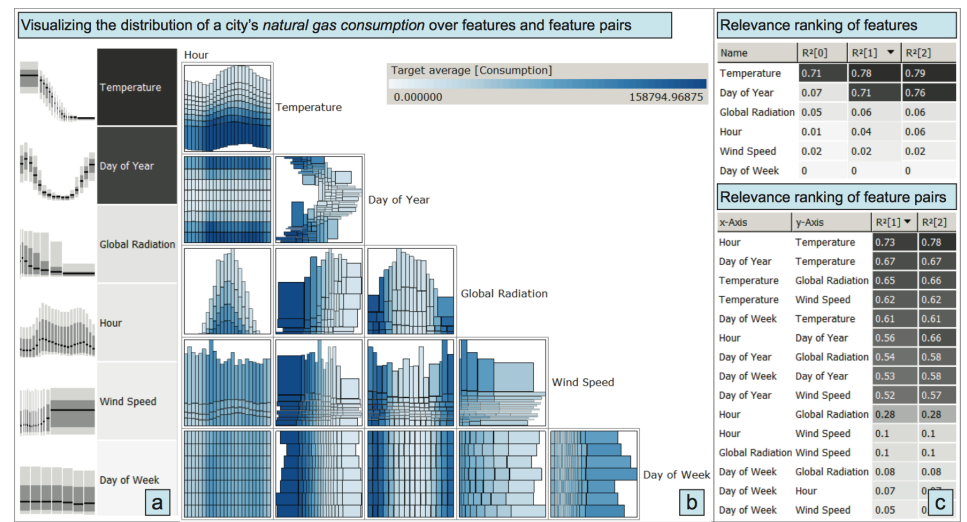 Visualizing the distribution of a city's natural gas consumption over features and feature pairs
Temperature
Day of Year
Global Radiation
Hour
Wind Speed
Day of Week
a
Hour
Temperature
Day of Year
Global Radiation
Wind Speed
Day of Week
Target average [Consumption]
0.000000 158794.96875
b
Relevance ranking of features
Name R²[0] R²[1] R²[2]
Temperature 0.71 0.78 0.79
Day of Year 0.07 0.71 0.76
Global Radiation 0.05 0.06 0.06
Hour 0.01 0.04 0.06
Wind Speed 0.02 0.02 0.02
Day of Week 0 0 0
Relevance ranking of feature pairs
x-Axis y-Axis R²[1] R²[2]
Hour Temperature 0.73 0.78
Day of Year Temperature 0.67 0.67
Temperature Global Radiation 0.65 0.66
Temperature Wind Speed 0.62 0.62
Day of Week Temperature 0.61 0.61
Hour Day of Year 0.56 0.66
Day of Year Global Radiation 0.54 0.58
Day of Week Day of Year 0.53 0.58
Day of Year Wind Speed 0.52 0.57
Hour Global Radiation 0.28 0.28
Hour Wind Speed 0.1 0.1
Global Radiation Wind Speed 0.1 0.1
Day of Week Global Radiation 0.08 0.08
Day of Week Hour 0.07
Day of Week Wind Speed 0.05
c